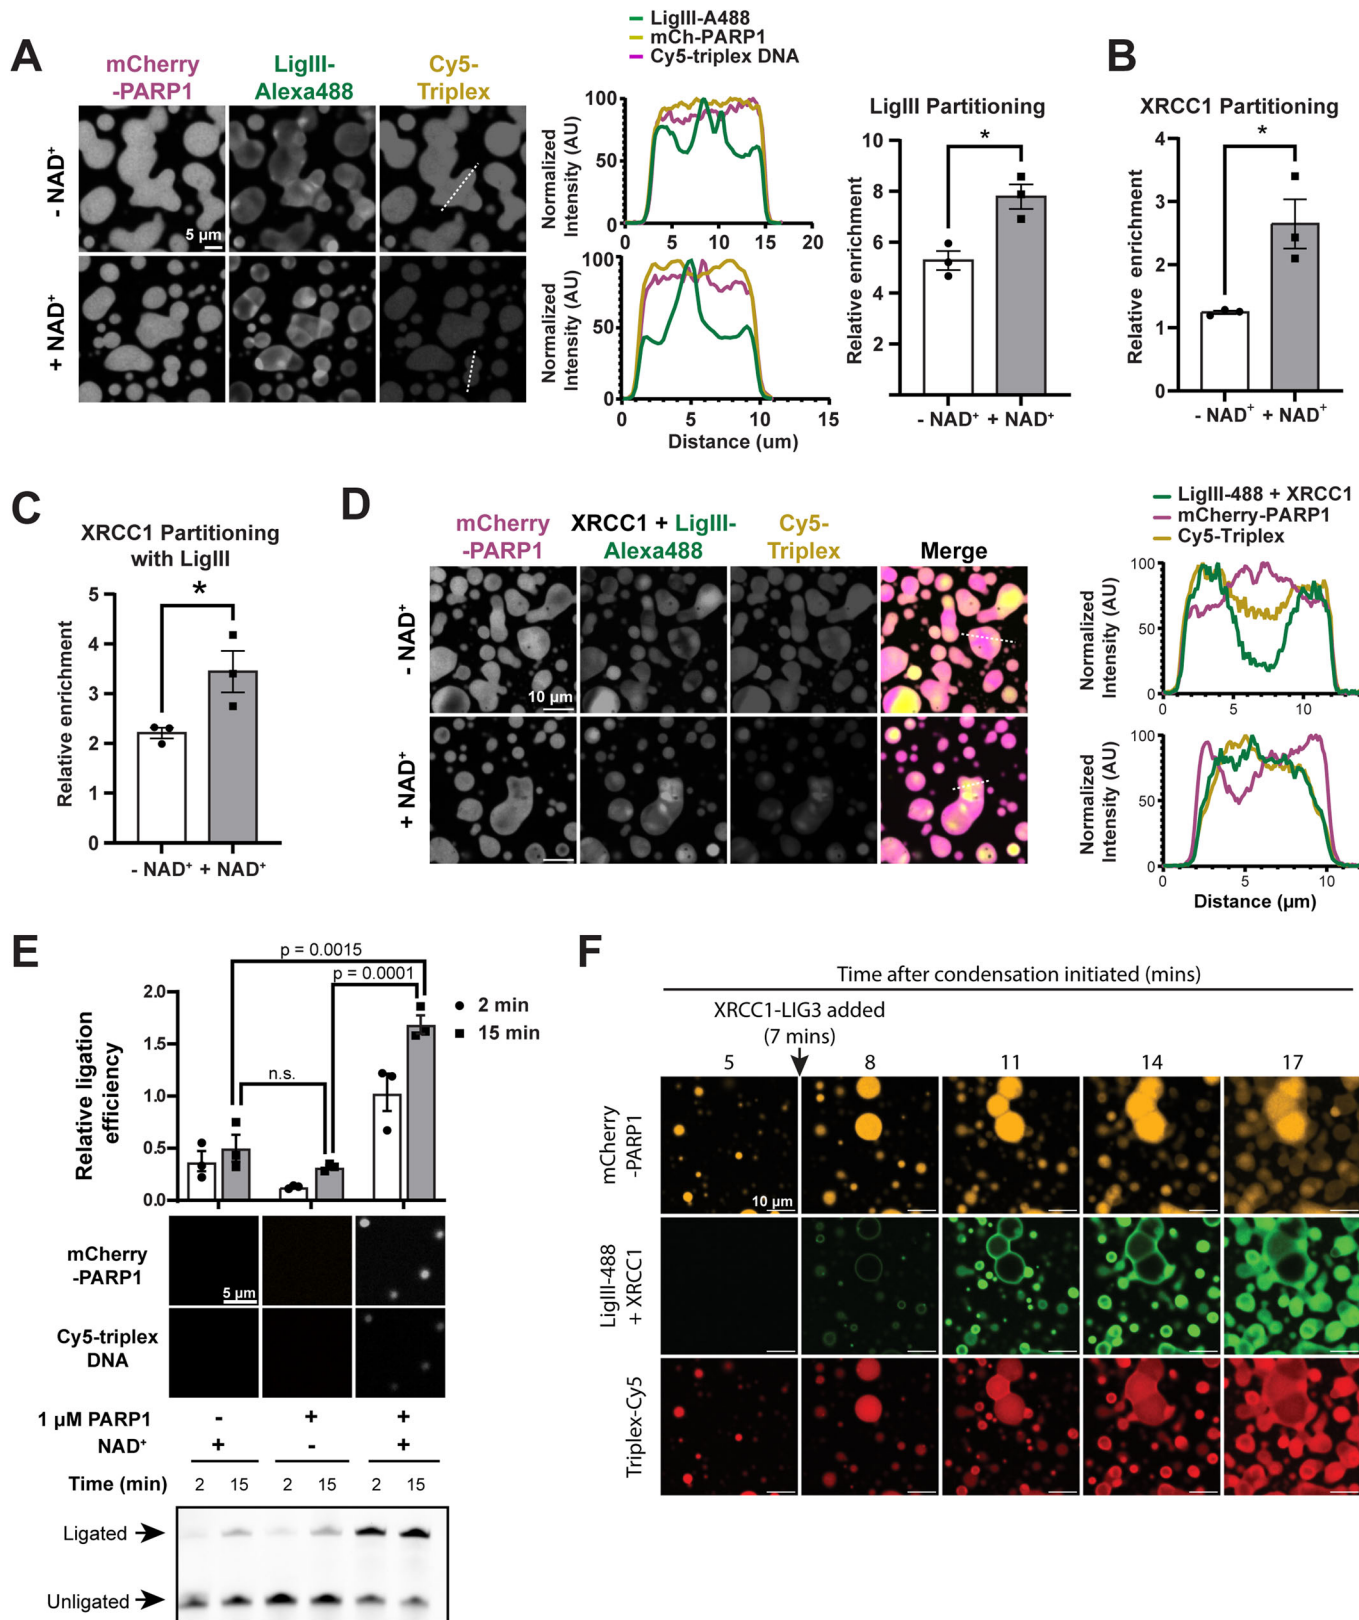 A
mCherry
-PARP1
LigIII-
Alexa488
Cy5-
Triplex
- NAD⁺
+ NAD⁺
5 µm
LigIII-A488
mCh-PARP1
Cy5-triplex DNA
Normalized
Intensity (AU)
100
50
0
0 5 10 15 20
Normalized
Intensity (AU)
100
50
0
0 5 10 15
Distance (um)
LigIII Partitioning
*
Relative enrichment
10
8
6
4
2
- NAD⁺ + NAD⁺
B
XRCC1 Partitioning
*
Relative enrichment
4
3
2
1
0
- NAD⁺ + NAD⁺
C
XRCC1 Partitioning
with LigIII
*
Relative enrichment
5
4
3
2
1
0
- NAD⁺ + NAD⁺
D
mCherry
-PARP1
XRCC1 + LigIII-
Alexa488
Cy5-
Triplex
Merge
- NAD⁺
+ NAD⁺
10 µm
LigIII-488 + XRCC1
mCherry-PARP1
Cy5-Triplex
Normalized
Intensity (AU)
100
50
0
0 5 10
Normalized
Intensity (AU)
100
50
0
0 5 10
Distance (µm)
E
p = 0.0015
p = 0.0001
n.s.
2 min
15 min
Relative ligation
efficiency
2.0
1.5
1.0
0.5
0.0
mCherry
-PARP1
5 µm
Cy5-triplex
DNA
1 µM PARP1 - + +
NAD⁺ + - +
Time (min) 2 15 2 15 2 15
Ligated
Unligated
F
Time after condensation initiated (mins)
XRCC1-LIG3 added
(7 mins)
5 8 11 14 17
mCherry
-PARP1
10 µm
LigIII-488
+ XRCC1
Triplex-Cy5